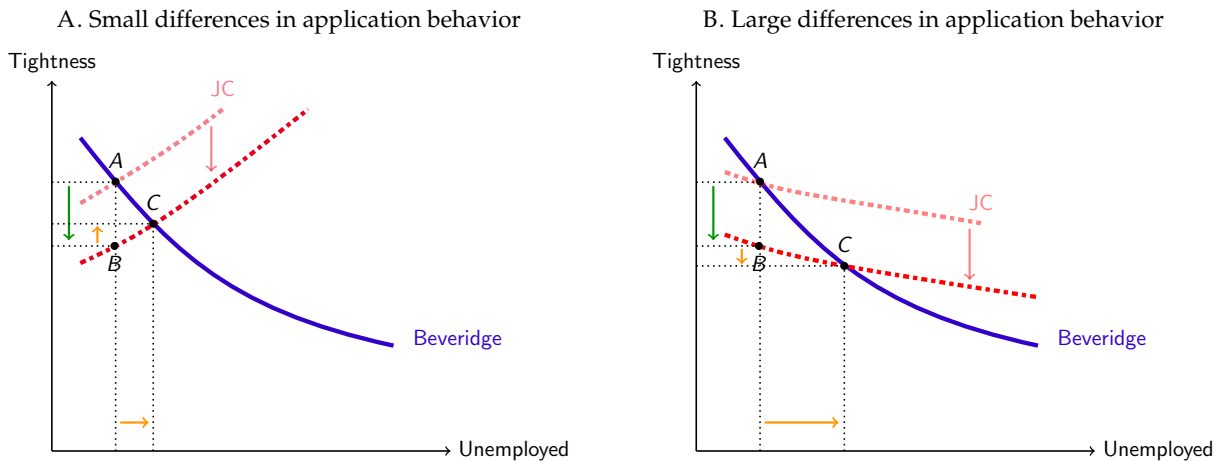 A. Small differences in application behavior
Tightness
JC
A
C
B
Beveridge
Unemployed
B. Large differences in application behavior
Tightness
A
JC
B
C
Beveridge
Unemployed